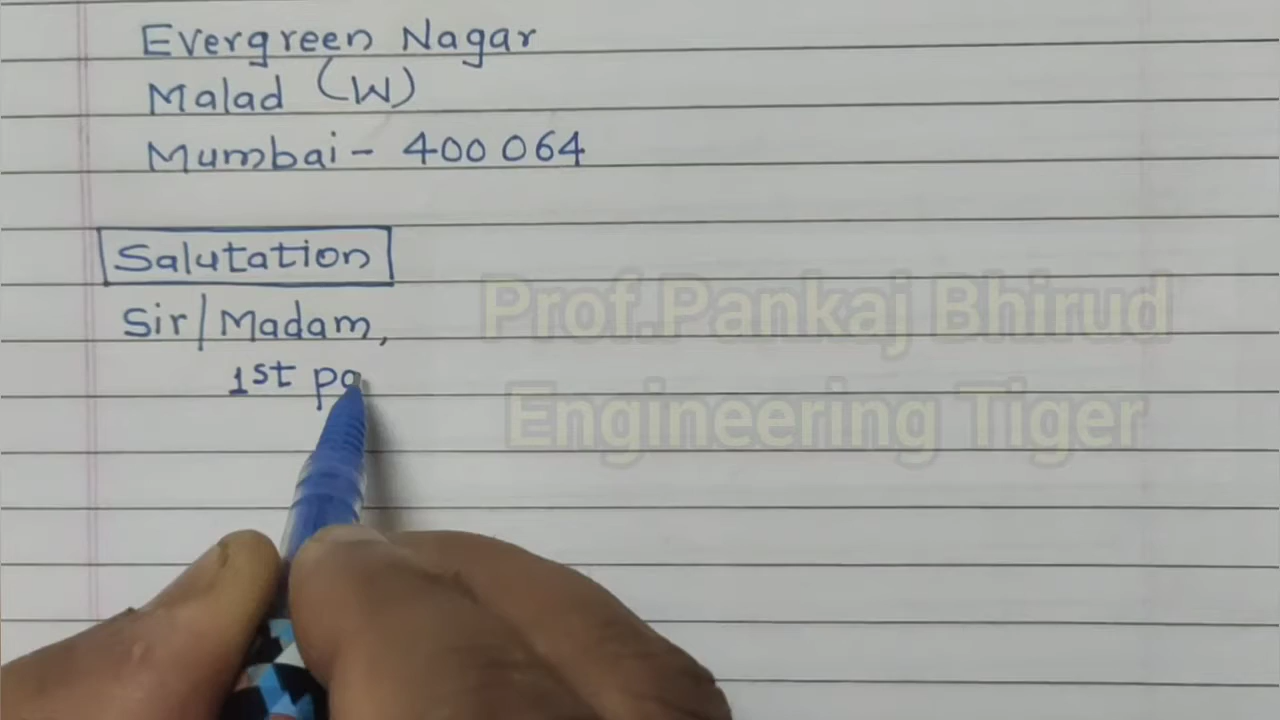 Evergreen Nagar
Malad (W)
Mumbai - 400 064
Salutation
Sir/Madam,
1st pa
Prof.Pankaj Bhirud
Engineering Tiger